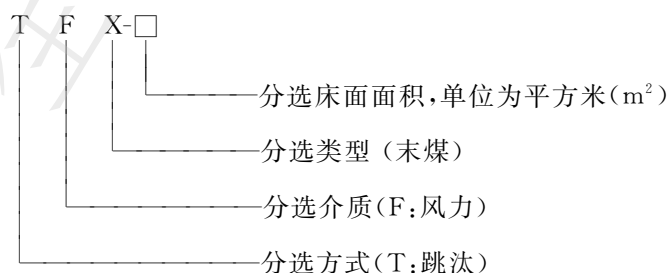 T F X-□
分选床面面积,单位为平方米(m²)
分选类型 (末煤)
分选介质(F:风力)
分选方式(T:跳汰)